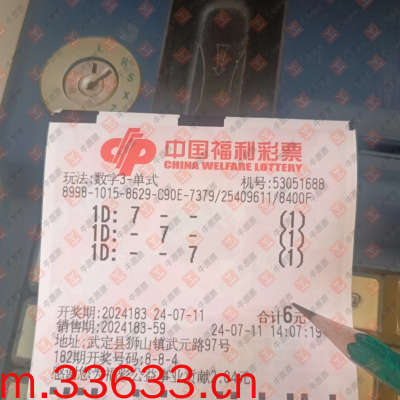 中国福利彩票
CHINA WELFARE LOTTERY
玩法:数字3-单式 机号:53051688
8998-1015-8629-090E-7379/25409611/8400F
1D: 7 - - (1)
1D: - 7 - (1)
1D: - - 7 (1)
开奖期:2024183 24-07-11 合计6元
销售期:2024183-59 24-07-11 14:07:19
地址:武定县狮山镇武元路97号
182期开奖号码:8-8-4
m.33633.cn